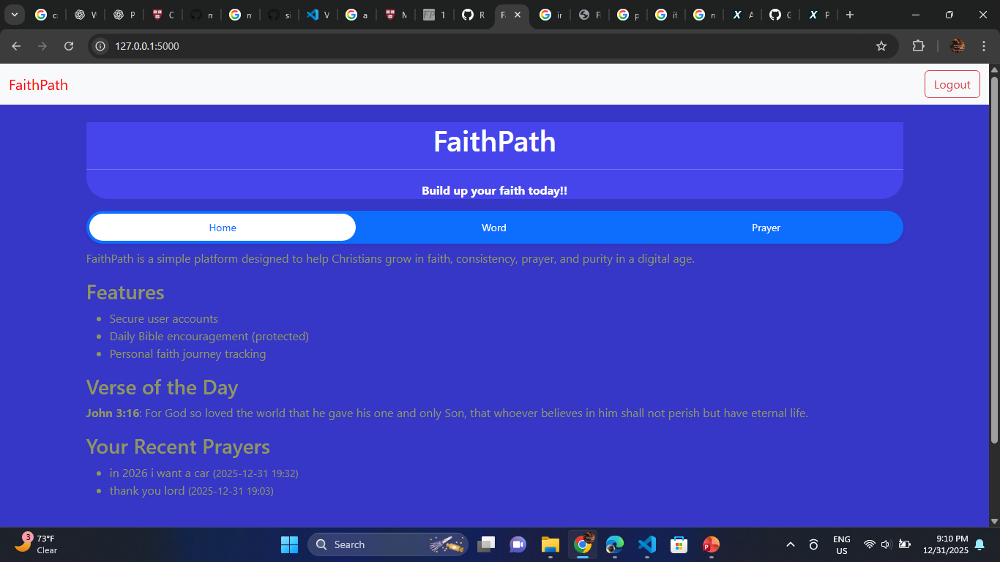 127.0.0.1:5000
FaithPath
Logout
FaithPath
Build up your faith today!!
Home Word Prayer
FaithPath is a simple platform designed to help Christians grow in faith, consistency, prayer, and purity in a digital age.
Features
Secure user accounts
Daily Bible encouragement (protected)
Personal faith journey tracking
Verse of the Day
John 3:16: For God so loved the world that he gave his one and only Son, that whoever believes in him shall not perish but have eternal life.
Your Recent Prayers
in 2026 i want a car (2025-12-31 19:32)
thank you lord (2025-12-31 19:03)
3
73°F
Clear
Search
ENG
US
9:10 PM
12/31/2025